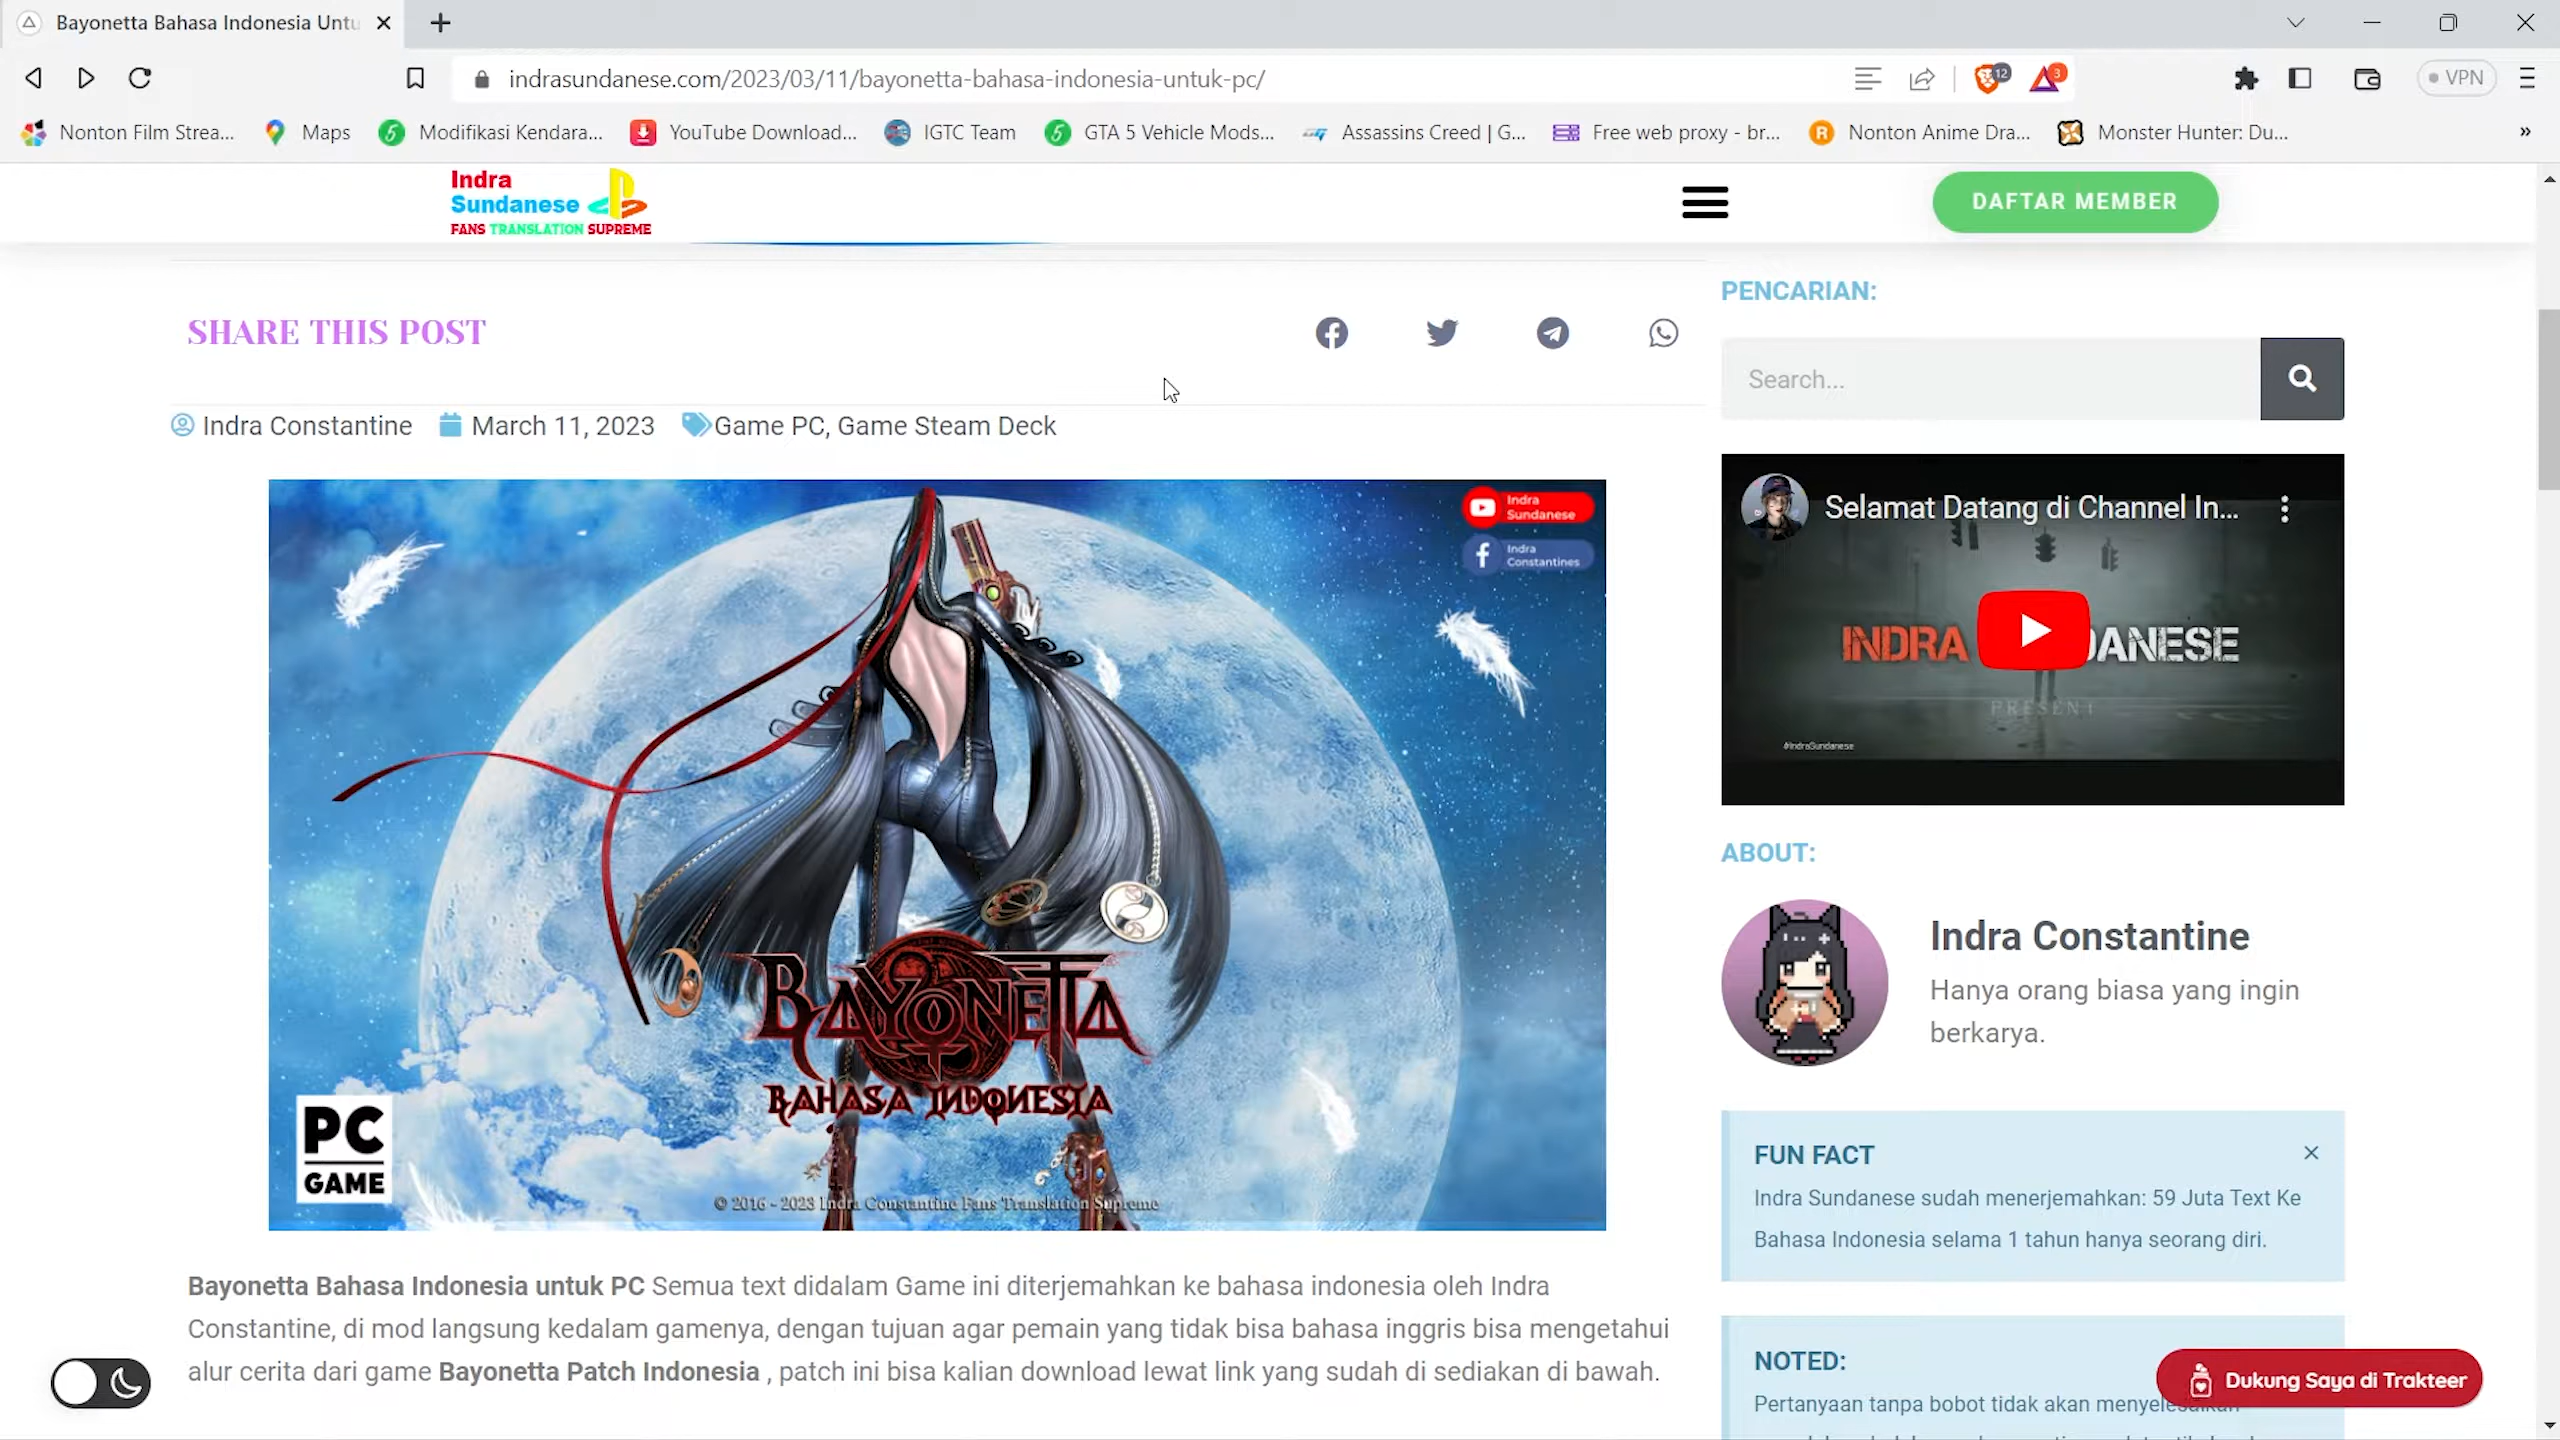 Bayonetta Bahasa Indonesia Untu
indrasundanese.com/2023/03/11/bayonetta-bahasa-indonesia-untuk-pc/
12
3
VPN
Nonton Film Strea...
Maps
Modifikasi Kendara...
YouTube Download...
IGTC Team
GTA 5 Vehicle Mods...
Assassins Creed | G...
Free web proxy - br...
Nonton Anime Dra...
Monster Hunter: Du...
»
Indra
Sundanese
FANS TRANSLATION SUPREME
DAFTAR MEMBER
SHARE THIS POST
Indra Constantine
March 11, 2023
Game PC, Game Steam Deck
Indra
Sundanese
Indra
Constantines
BAYONETTA
BAHASA INDONESIA
PC
GAME
© 2016 - 2023 Indra Constantine Fans Translation Supreme
Bayonetta Bahasa Indonesia untuk PC Semua text didalam Game ini diterjemahkan ke bahasa indonesia oleh Indra
Constantine, di mod langsung kedalam gamenya, dengan tujuan agar pemain yang tidak bisa bahasa inggris bisa mengetahui
alur cerita dari game Bayonetta Patch Indonesia , patch ini bisa kalian download lewat link yang sudah di sediakan di bawah.
PENCARIAN:
Search...
Selamat Datang di Channel In...
INDRA DANESE
PRESENT
#IndraSundanese
ABOUT:
Indra Constantine
Hanya orang biasa yang ingin
berkarya.
FUN FACT
Indra Sundanese sudah menerjemahkan: 59 Juta Text Ke
Bahasa Indonesia selama 1 tahun hanya seorang diri.
NOTED:
Pertanyaan tanpa bobot tidak akan menyelesaikan
Dukung Saya di Trakteer